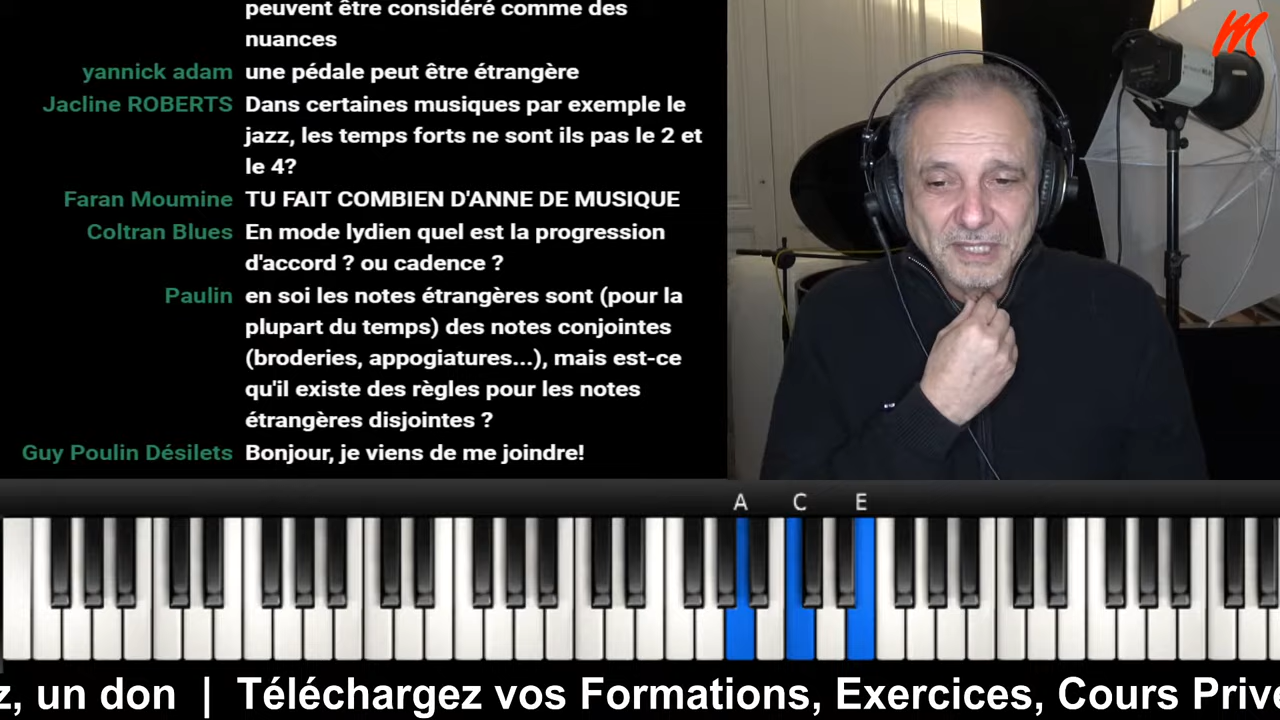 peuvent être considéré comme des
nuances
yannick adam une pédale peut être étrangère
Jacline ROBERTS Dans certaines musiques par exemple le
jazz, les temps forts ne sont ils pas le 2 et
le 4?
Faran Moumine TU FAIT COMBIEN D'ANNE DE MUSIQUE
Coltran Blues En mode lydien quel est la progression
d'accord ? ou cadence ?
Paulin en soi les notes étrangères sont (pour la
plupart du temps) des notes conjointes
(broderies, appogiatures...), mais est-ce
qu'il existe des règles pour les notes
étrangères disjointes ?
Guy Poulin Désilets Bonjour, je viens de me joindre!
M
A C E
z, un don | Téléchargez vos Formations, Exercices, Cours Prive